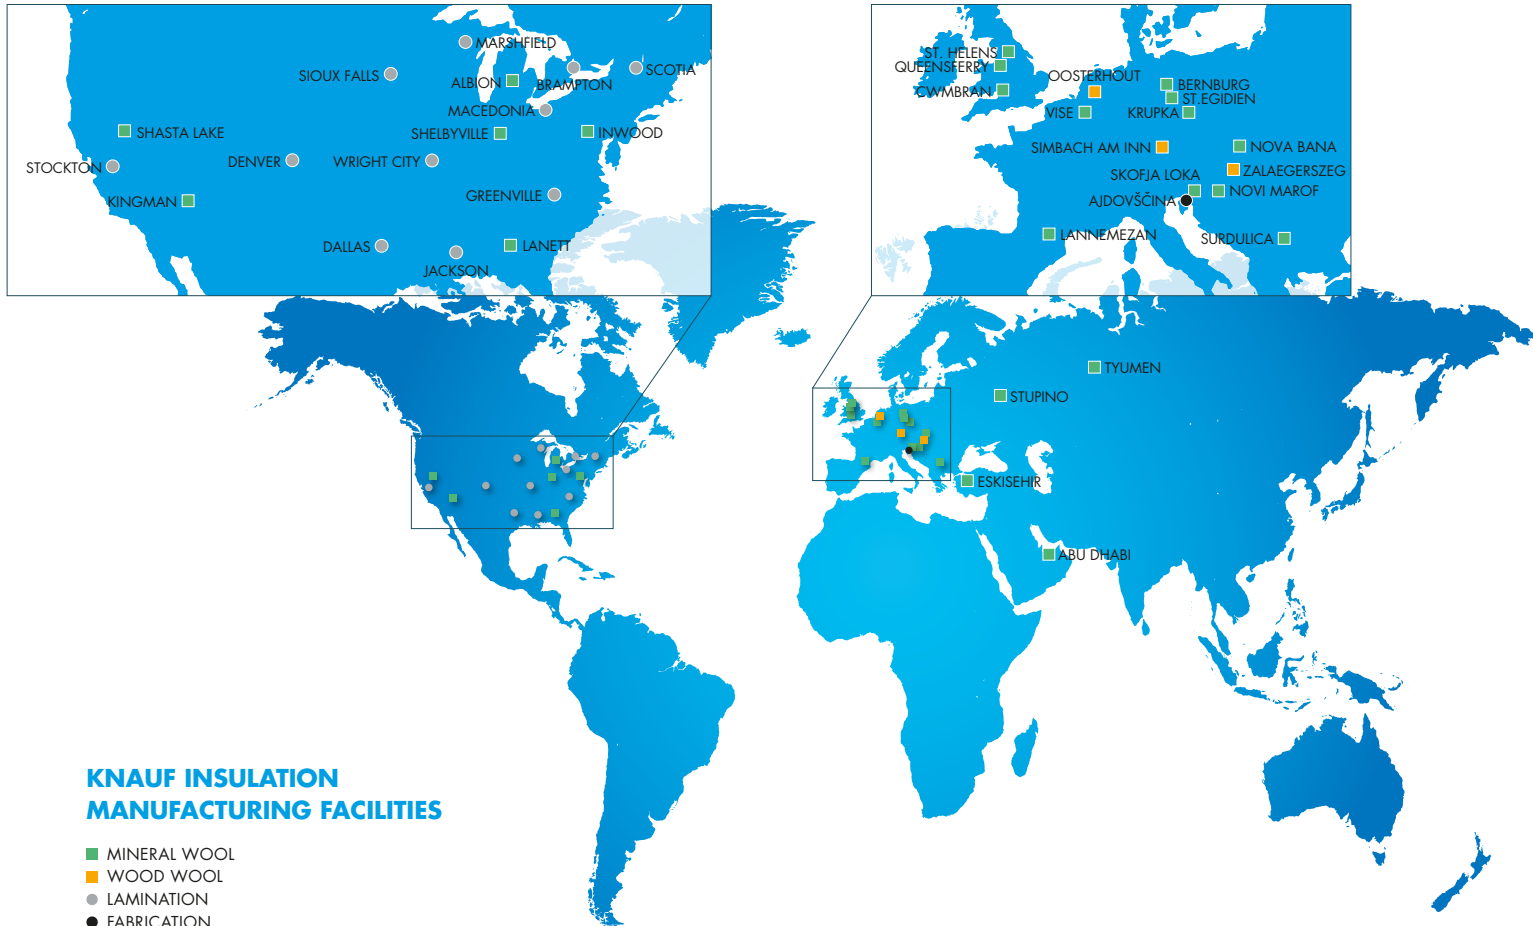 MARSHFIELD
SIOUX FALLS
ALBION
BRAMPTON
SCOTIA
MACEDONIA
SHASTA LAKE
SHELBYVILLE
INWOOD
STOCKTON
DENVER
WRIGHT CITY
KINGMAN
GREENVILLE
DALLAS
JACKSON
LANETT
ST. HELENS
QUEENSFERRY
OOSTERHOUT
CWMBRAN
BERNBURG
ST.EGIDIEN
VISE
KRUPKA
SIMBACH AM INN
NOVA BANA
SKOFJA LOKA
ZALAEGERSZEG
AJDOVŠČINA
NOVI MAROF
LANNEMEZAN
SURDULICA
TYUMEN
STUPINO
ESKISEHIR
ABU DHABI
KNAUF INSULATION
MANUFACTURING FACILITIES
MINERAL WOOL
WOOD WOOL
LAMINATION
FABRICATION